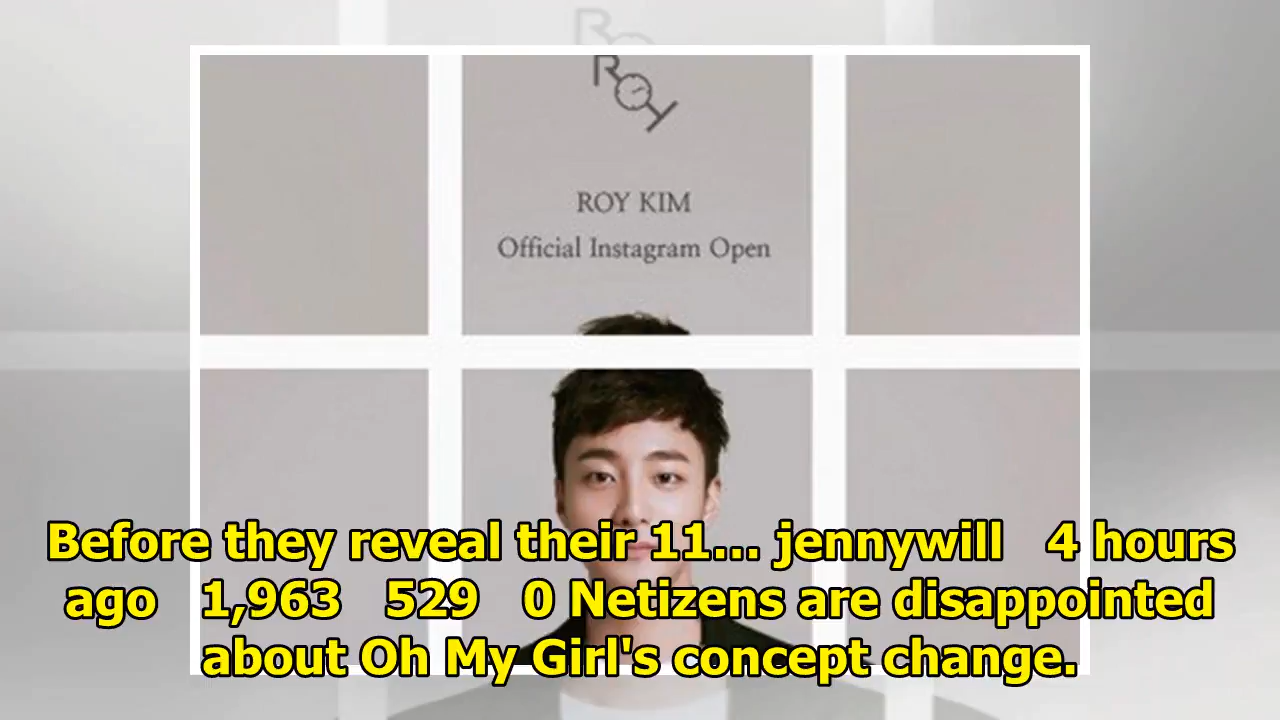 ROY
ROY KIM
Official Instagram Open
Before they reveal their 11... jennywill 4 hours
ago 1,963 529 0 Netizens are disappointed
about Oh My Girl's concept change.